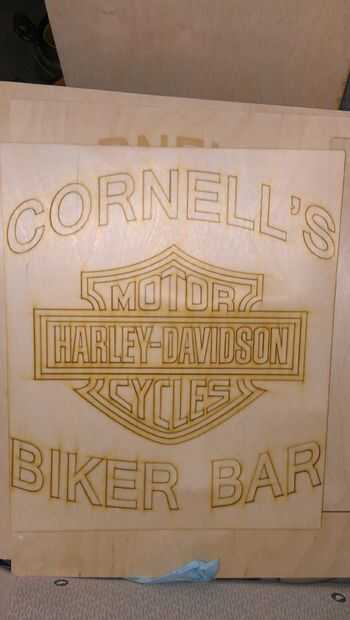 CORNELL'S
MOTOR
HARLEY-DAVIDSON
CYCLES
BIKER BAR